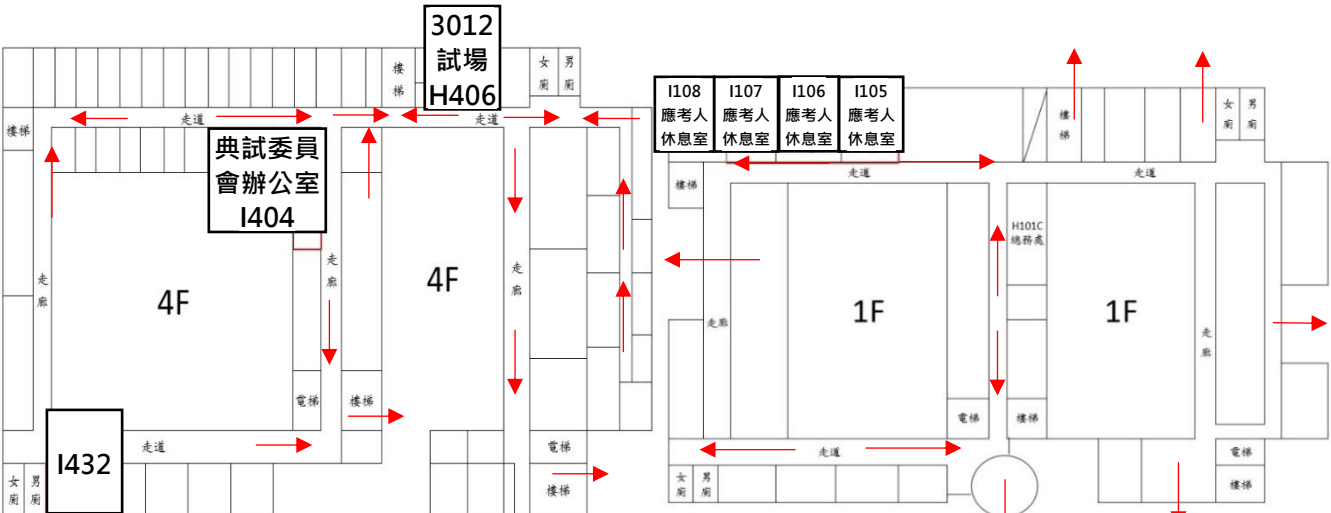 3012
試場
H406
樓梯
女廁
男廁
樓梯
走道
走道
典試委員
會辦公室
I404
走廊
走廊
走廊
4F
4F
電梯
樓梯
走道
I432
女廁
男廁
電梯
樓梯
I108
應考人
休息室
I107
應考人
休息室
I106
應考人
休息室
I105
應考人
休息室
樓梯
女廁
男廁
樓梯
走道
走道
H101C
總務處
1F
1F
走廊
走廊
電梯
樓梯
走道
女廁
男廁
電梯
樓梯